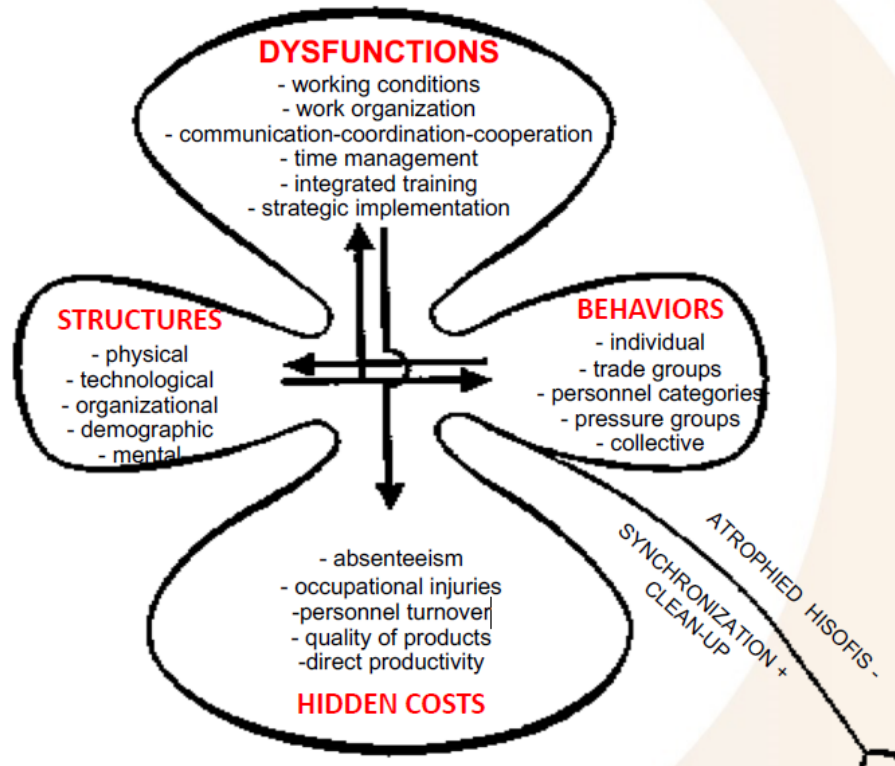 DYSFUNCTIONS
- working conditions
- work organization
- communication-coordination-cooperation
- time management
- integrated training
- strategic implementation
STRUCTURES
- physical
- technological
- organizational
- demographic
- mental
BEHAVIORS
- individual
- trade groups
- personnel categories
- pressure groups
- collective
- absenteeism
- occupational injuries
-personnel turnover
- quality of products
-direct productivity
HIDDEN COSTS
SYNCHRONIZATION +
CLEAN-UP
ATROPHIED HISOFIS -